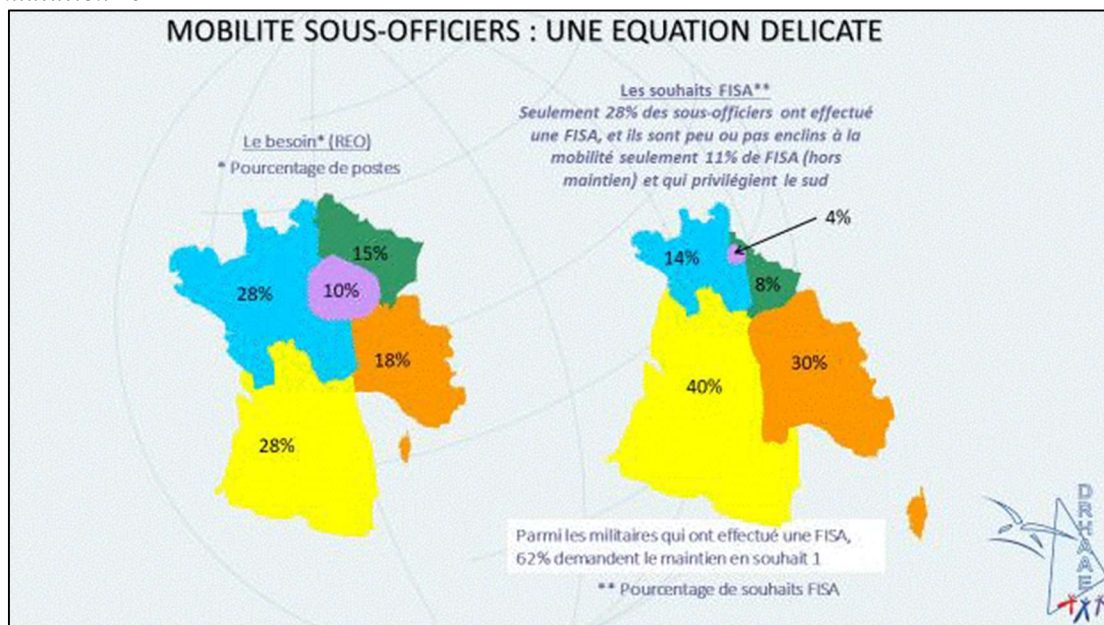 MOBILITE SOUS-OFFICIERS : UNE EQUATION DELICATE
Le besoin* (REO)
* Pourcentage de postes
15%
28%
10%
18%
28%
Les souhaits FISA**
Seulement 28% des sous-officiers ont effectué
une FISA, et ils sont peu ou pas enclins à la
mobilité seulement 11% de FISA (hors
maintien) et qui privilégient le sud
4%
14%
8%
30%
40%
Parmi les militaires qui ont effectué une FISA,
62% demandent le maintien en souhait 1
** Pourcentage de souhaits FISA
DRHAAE